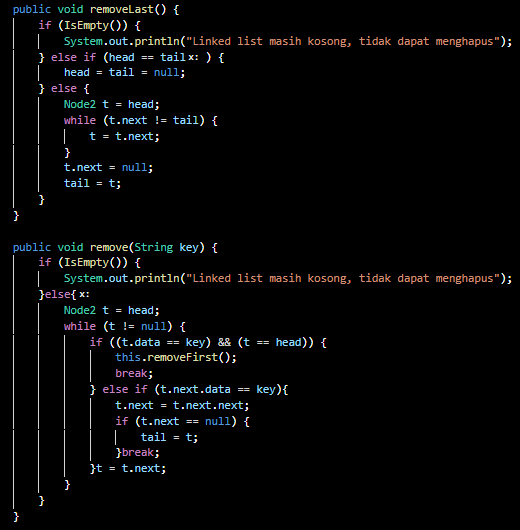 public void removeLast() {
    if (IsEmpty()) {
        System.out.println("Linked list masih kosong, tidak dapat menghapus");
    } else if (head == tailx: ) {
        head = tail = null;
    } else {
        Node2 t = head;
        while (t.next != tail) {
            t = t.next;
        }
        t.next = null;
        tail = t;
    }
}

public void remove(String key) {
    if (IsEmpty()) {
        System.out.println("Linked list masih kosong, tidak dapat menghapus");
    }else{x:
        Node2 t = head;
        while (t != null) {
            if ((t.data == key) && (t == head)) {
                this.removeFirst();
                break;
            } else if (t.next.data == key){
                t.next = t.next.next;
                if (t.next == null) {
                    tail = t;
                }break;
            }t = t.next;
        }
    }
}